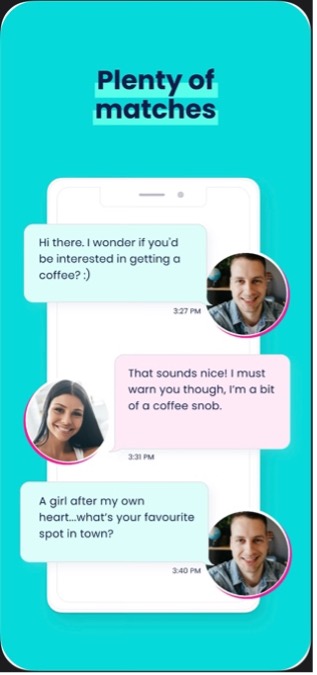 Plenty of
matches
Hi there. I wonder if you'd
be interested in getting a
coffee? :)
3:27 PM
That sounds nice! I must
warn you though, I'm a bit
of a coffee snob.
3:31 PM
A girl after my own
heart...what's your favourite
spot in town?
3:40 PM